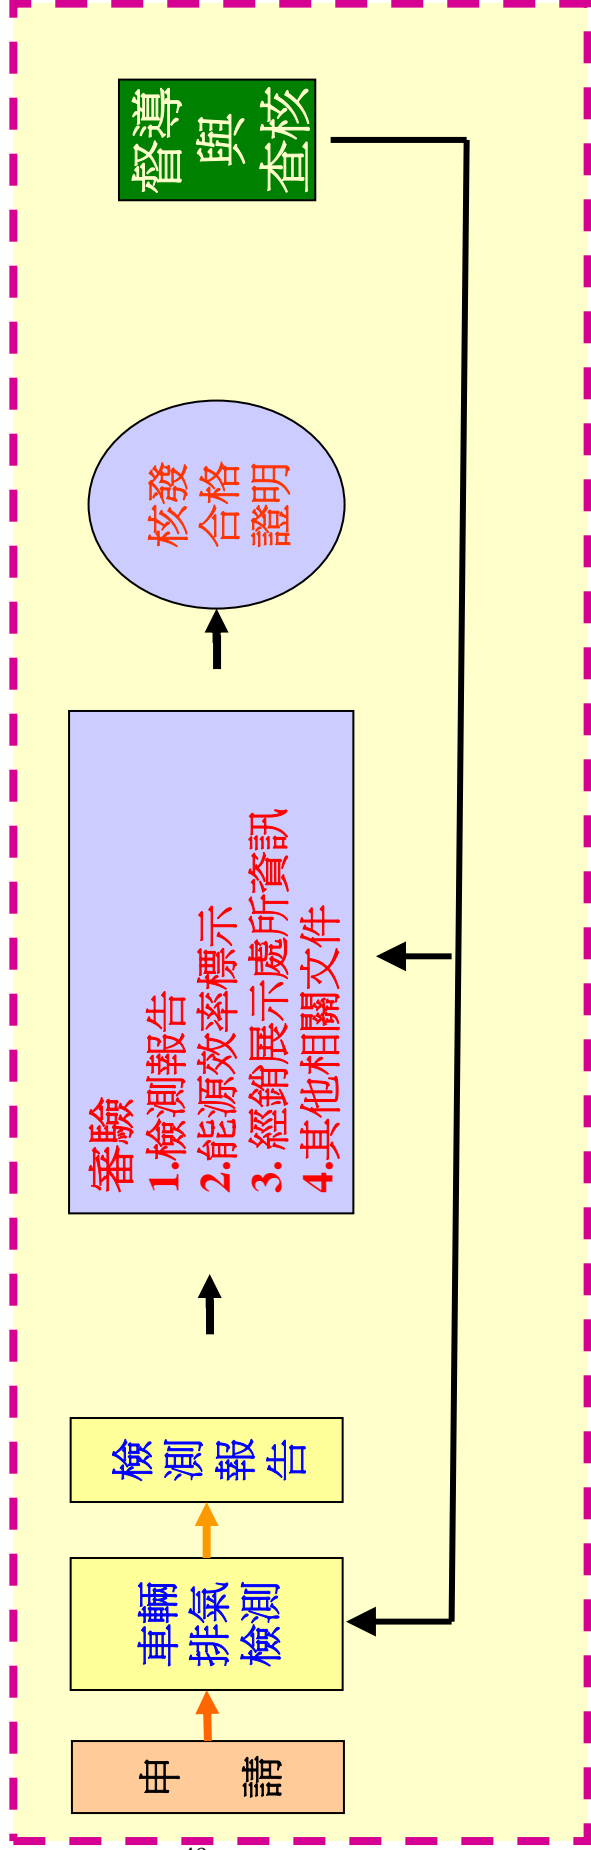 申
請
車輛
排氣
檢測
檢
測
報
告
審驗
1.檢測報告
2.能源效率標示
3. 經銷展示處所資訊
4.其他相關文件
核發
合格
證明
督導
與
查核